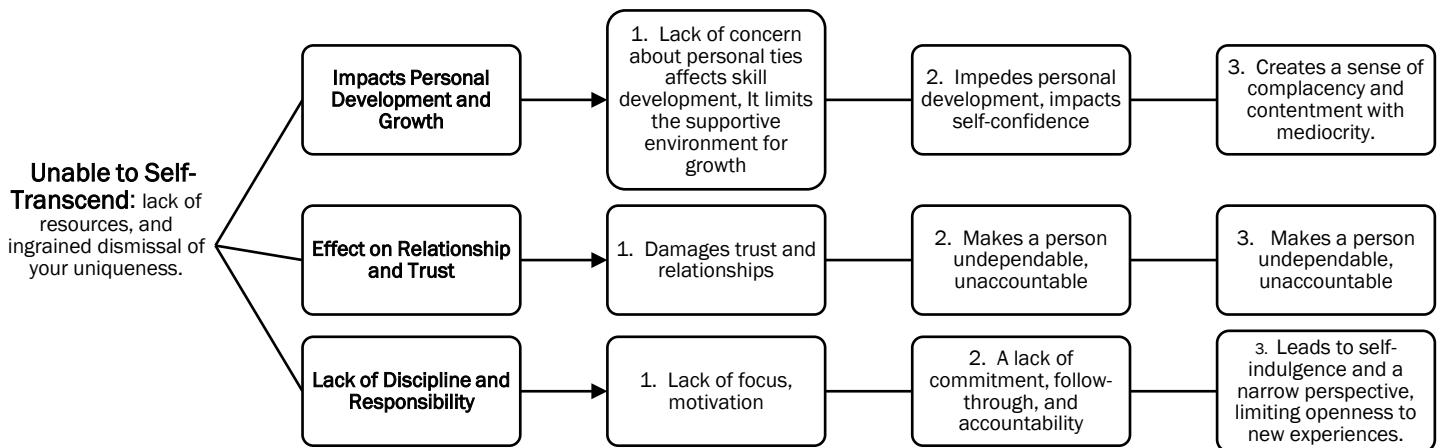 Unable to Self-
Transcend: lack of
resources, and
ingrained dismissal of
your uniqueness.
Impacts Personal
Development and
Growth
1. Lack of concern
about personal ties
affects skill
development, It limits
the supportive
environment for
growth
2. Impedes personal
development, impacts
self-confidence
3. Creates a sense of
complacency and
contentment with
mediocrity.
Effect on Relationship
and Trust
1. Damages trust and
relationships
2. Makes a person
undependable,
unaccountable
3. Makes a person
undependable,
unaccountable
Lack of Discipline and
Responsibility
1. Lack of focus,
motivation
2. A lack of
commitment, follow-
through, and
accountability
3. Leads to self-
indulgence and a
narrow perspective,
limiting openness to
new experiences.